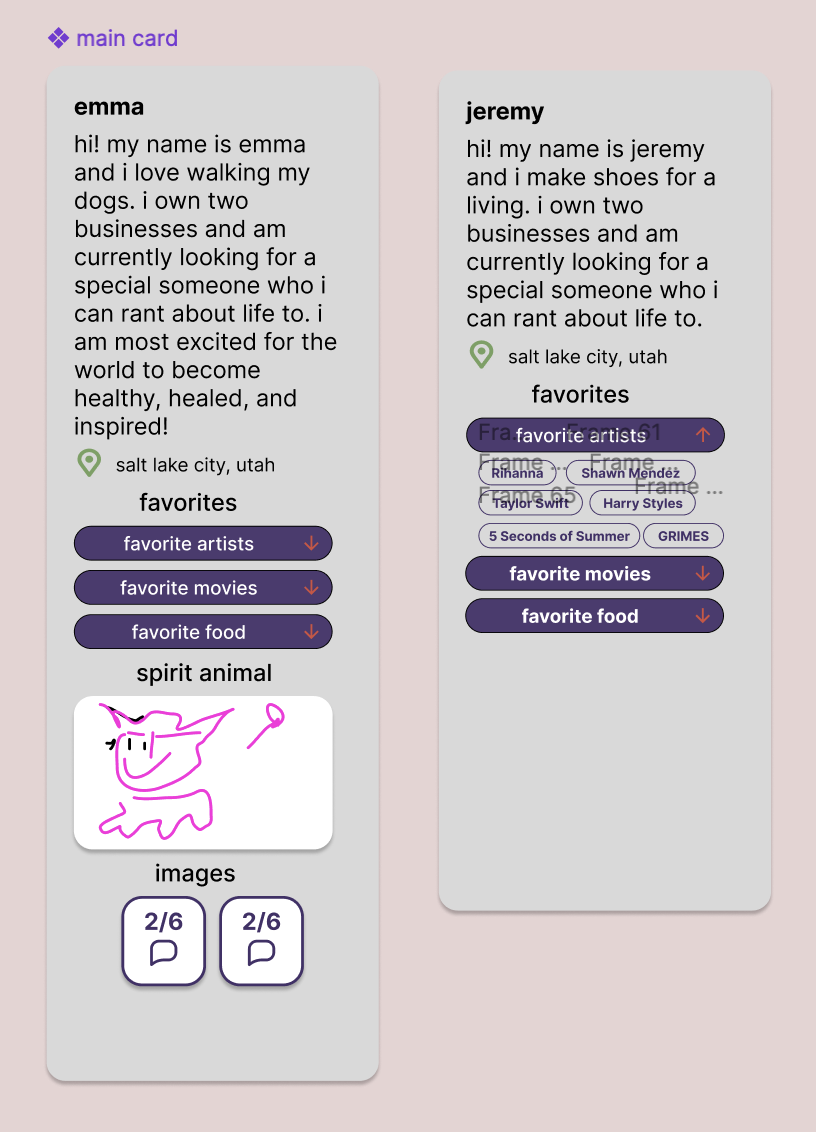 main card
emma
hi! my name is emma
and i love walking my
dogs. i own two
businesses and am
currently looking for a
special someone who i
can rant about life to. i
am most excited for the
world to become
healthy, healed, and
inspired!
salt lake city, utah
favorites
favorite artists
favorite movies
favorite food
spirit animal
images
2/6
2/6
jeremy
hi! my name is jeremy
and i make shoes for a
living. i own two
businesses and am
currently looking for a
special someone who i
can rant about life to.
salt lake city, utah
favorites
Fra...
favorite artists
Frame 61
Frame ...
Frame ...
Rihanna
Shawn Mendez
Frame ...
Frame 65
Taylor Swift
Harry Styles
5 Seconds of Summer
GRIMES
favorite movies
favorite food